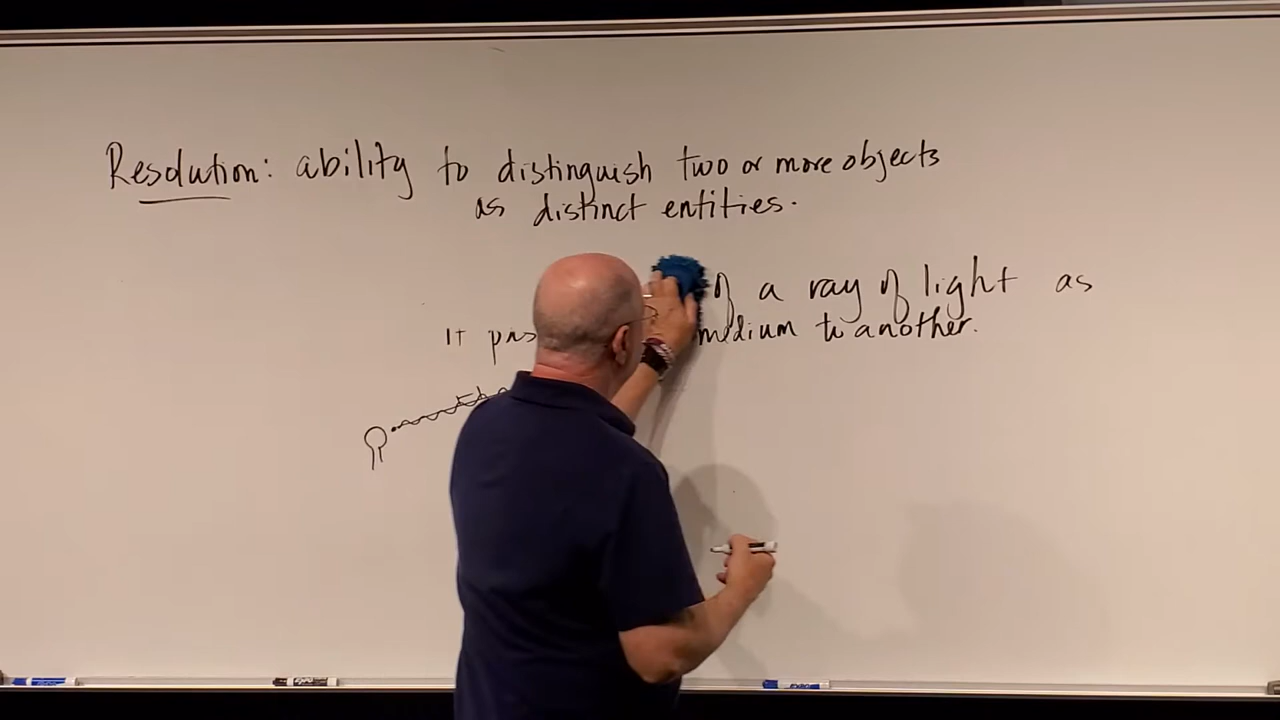 Resolution: ability to distinguish two or more objects
as distinct entities.
of a ray of light as
It medium to another.